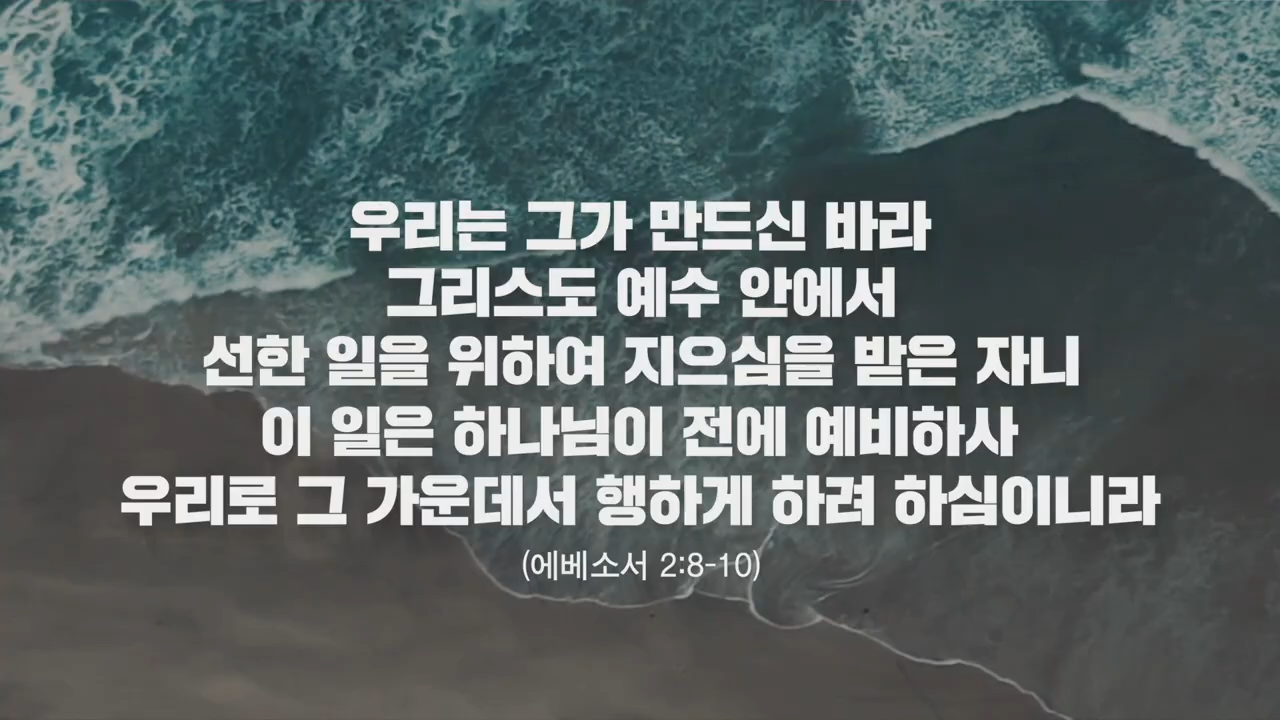 우리는 그가 만드신 바라
그리스도 예수 안에서
선한 일을 위하여 지으심을 받은 자니
이 일은 하나님이 전에 예비하사
우리로 그 가운데서 행하게 하려 하심이니라
(에베소서 2:8-10)